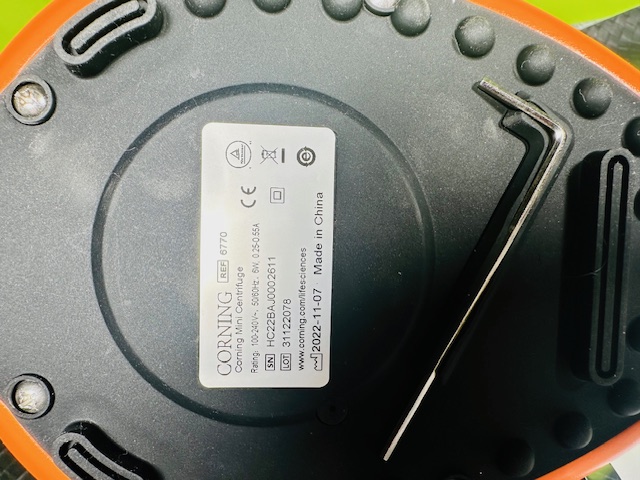 CORNING REF 6770
Corning Mini Centrifuge
Rating: 100-240V~, 50/60Hz, 6W, 0.25-0.55A
SN HC22BAJ0002611
LOT 31122078
www.corning.com/lifesciences
2022-11-07 Made in China
CE